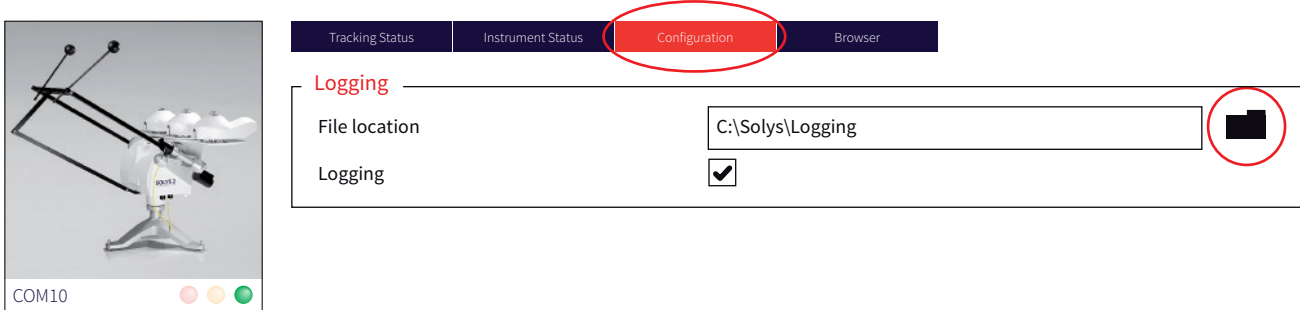 Tracking Status
Instrument Status
Configuration
Browser
Logging
File location
C:\Solys\Logging
Logging
SOLYS 2
COM10